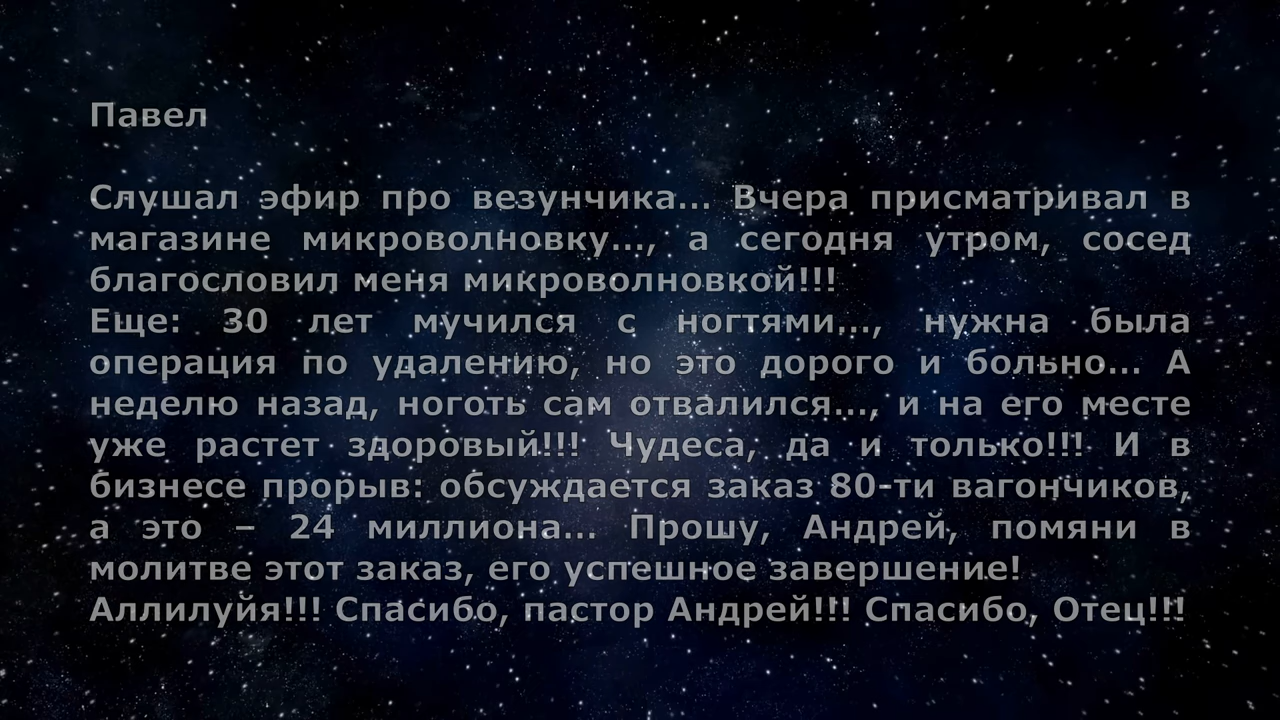 Павел
Слушал эфир про везунчика... Вчера присматривал в
магазине микроволновку..., а сегодня утром, сосед
благословил меня микроволновкой!!!
Еще: 30 лет мучился с ногтями..., нужна была
операция по удалению, но это дорого и больно... А
неделю назад, ноготь сам отвалился..., и на его месте
уже растет здоровый!!! Чудеса, да и только!!! И в
бизнесе прорыв: обсуждается заказ 80-ти вагончиков,
а это – 24 миллиона... Прошу, Андрей, помяни в
молитве этот заказ, его успешное завершение!
Аллилуйя!!! Спасибо, пастор Андрей!!! Спасибо, Отец!!!